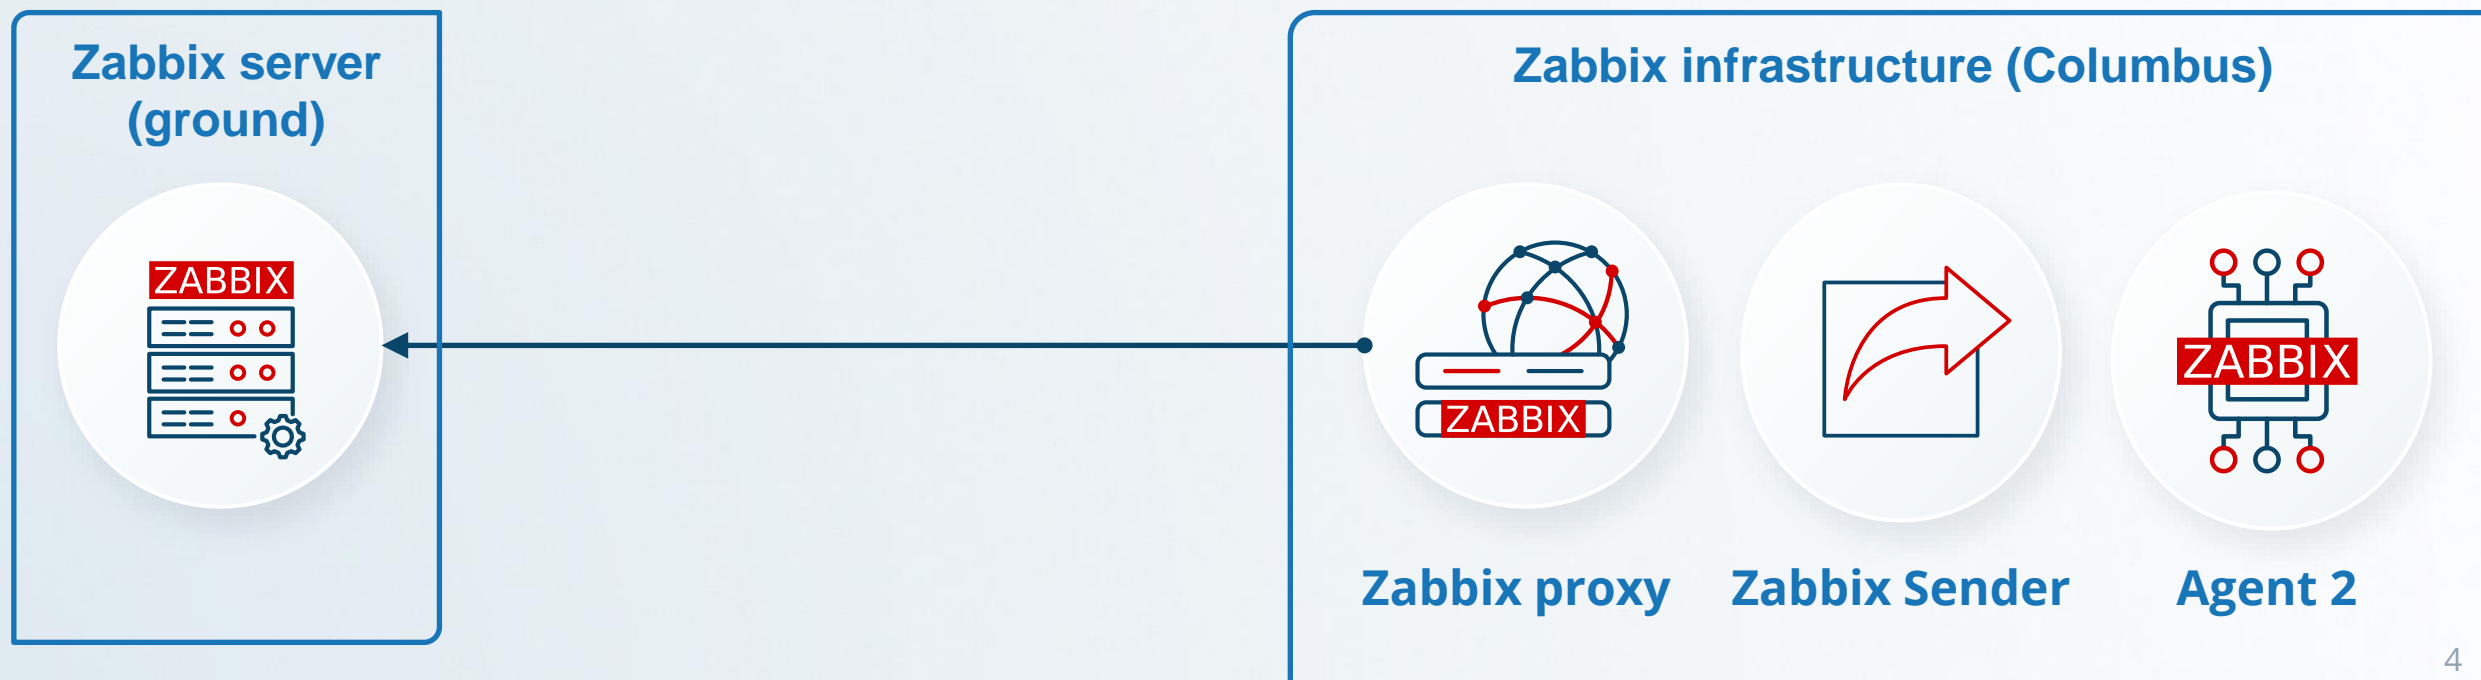 Zabbix server
(ground)
ZABBIX
Zabbix infrastructure (Columbus)
ZABBIX
ZABBIX
Zabbix proxy
Zabbix Sender
Agent 2
4